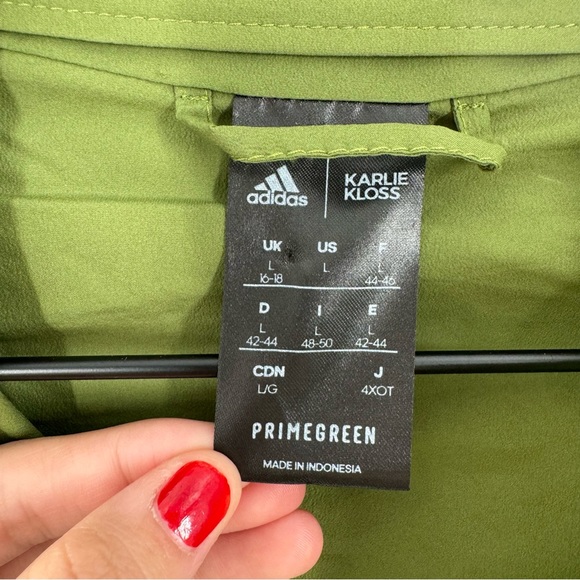 adidas
KARLIE
KLOSS
UK US F
L L L
16-18 44-46
D I E
L L L
42-44 48-50 42-44
CDN J
L/G 4XOT
PRIMEGREEN
MADE IN INDONESIA